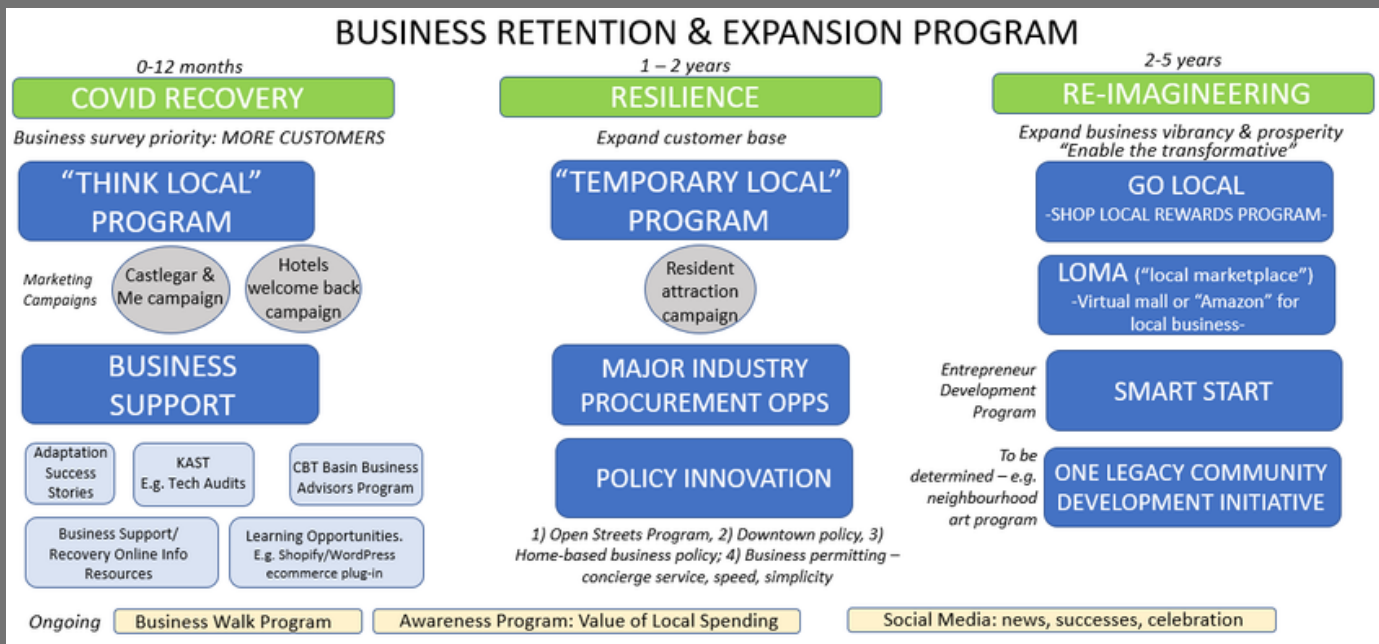 BUSINESS RETENTION & EXPANSION PROGRAM
0-12 months
COVID RECOVERY
Business survey priority: MORE CUSTOMERS
“THINK LOCAL”
PROGRAM
Marketing
Campaigns
Castlegar &
Me campaign
Hotels
welcome back
campaign
BUSINESS
SUPPORT
Adaptation
Success
Stories
KAST
E.g. Tech Audits
CBT Basin Business
Advisors Program
Business Support/
Recovery Online Info
Resources
Learning Opportunities.
E.g. Shopify/WordPress
ecommerce plug-in
1 – 2 years
RESILIENCE
Expand customer base
“TEMPORARY LOCAL”
PROGRAM
Resident
attraction
campaign
MAJOR INDUSTRY
PROCUREMENT OPPS
POLICY INNOVATION
1) Open Streets Program, 2) Downtown policy, 3)
Home-based business policy; 4) Business permitting –
concierge service, speed, simplicity
2-5 years
RE-IMAGINEERING
Expand business vibrancy & prosperity
“Enable the transformative”
GO LOCAL
-SHOP LOCAL REWARDS PROGRAM-
LOMA (“local marketplace”)
-Virtual mall or “Amazon” for
local business-
Entrepreneur
Development
Program
SMART START
To be
determined – e.g.
neighbourhood
art program
ONE LEGACY COMMUNITY
DEVELOPMENT INITIATIVE
Ongoing
Business Walk Program
Awareness Program: Value of Local Spending
Social Media: news, successes, celebration